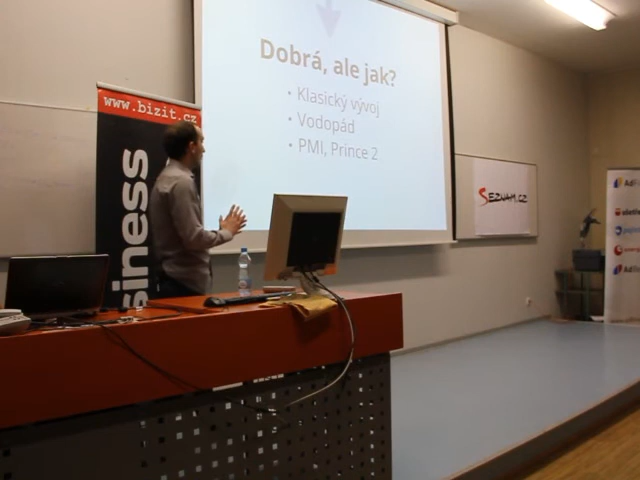 Dobrá, ale jak?
• Klasický vývoj
• Vodopád
• PMI, Prince 2
www.bizit.cz
siness
SEZNAM.CZ